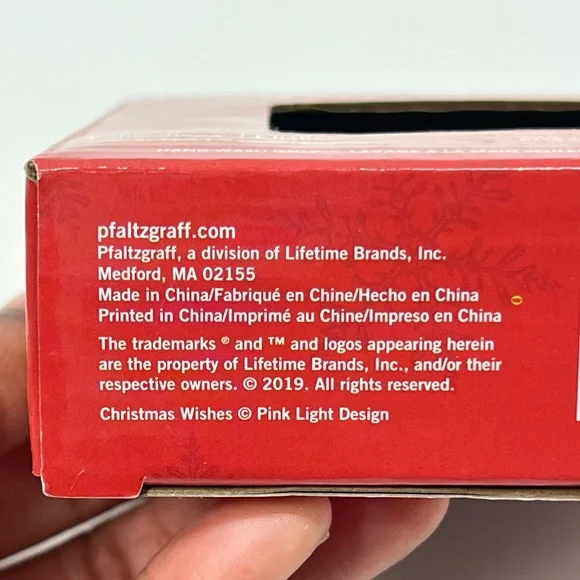 pfaltzgraff.com
Pfaltzgraff, a division of Lifetime Brands, Inc.
Medford, MA 02155
Made in China/Fabriqué en Chine/Hecho en China
Printed in China/Imprimé au Chine/Impreso en China
The trademarks ® and ™ and logos appearing herein
are the property of Lifetime Brands, Inc., and/or their
respective owners. © 2019. All rights reserved.
Christmas Wishes © Pink Light Design